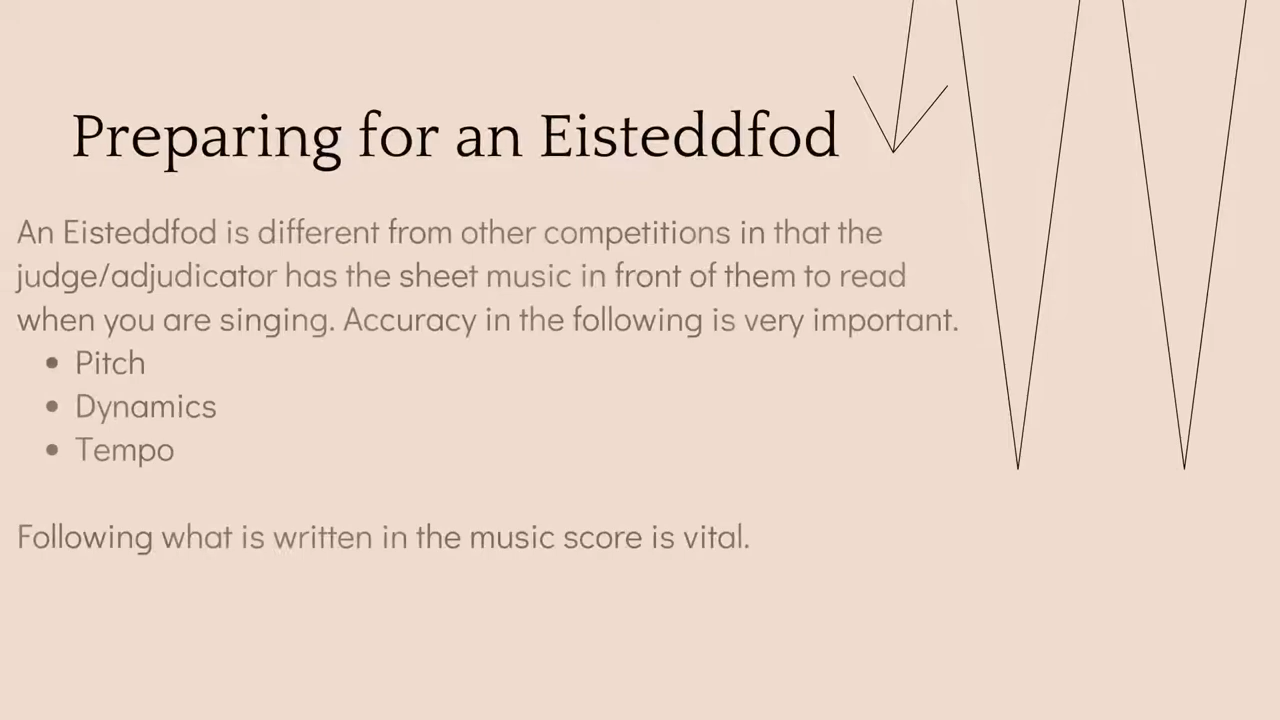 Preparing for an Eisteddfod
An Eisteddfod is different from other competitions in that the
judge/adjudicator has the sheet music in front of them to read
when you are singing. Accuracy in the following is very important.
• Pitch
• Dynamics
• Tempo
Following what is written in the music score is vital.